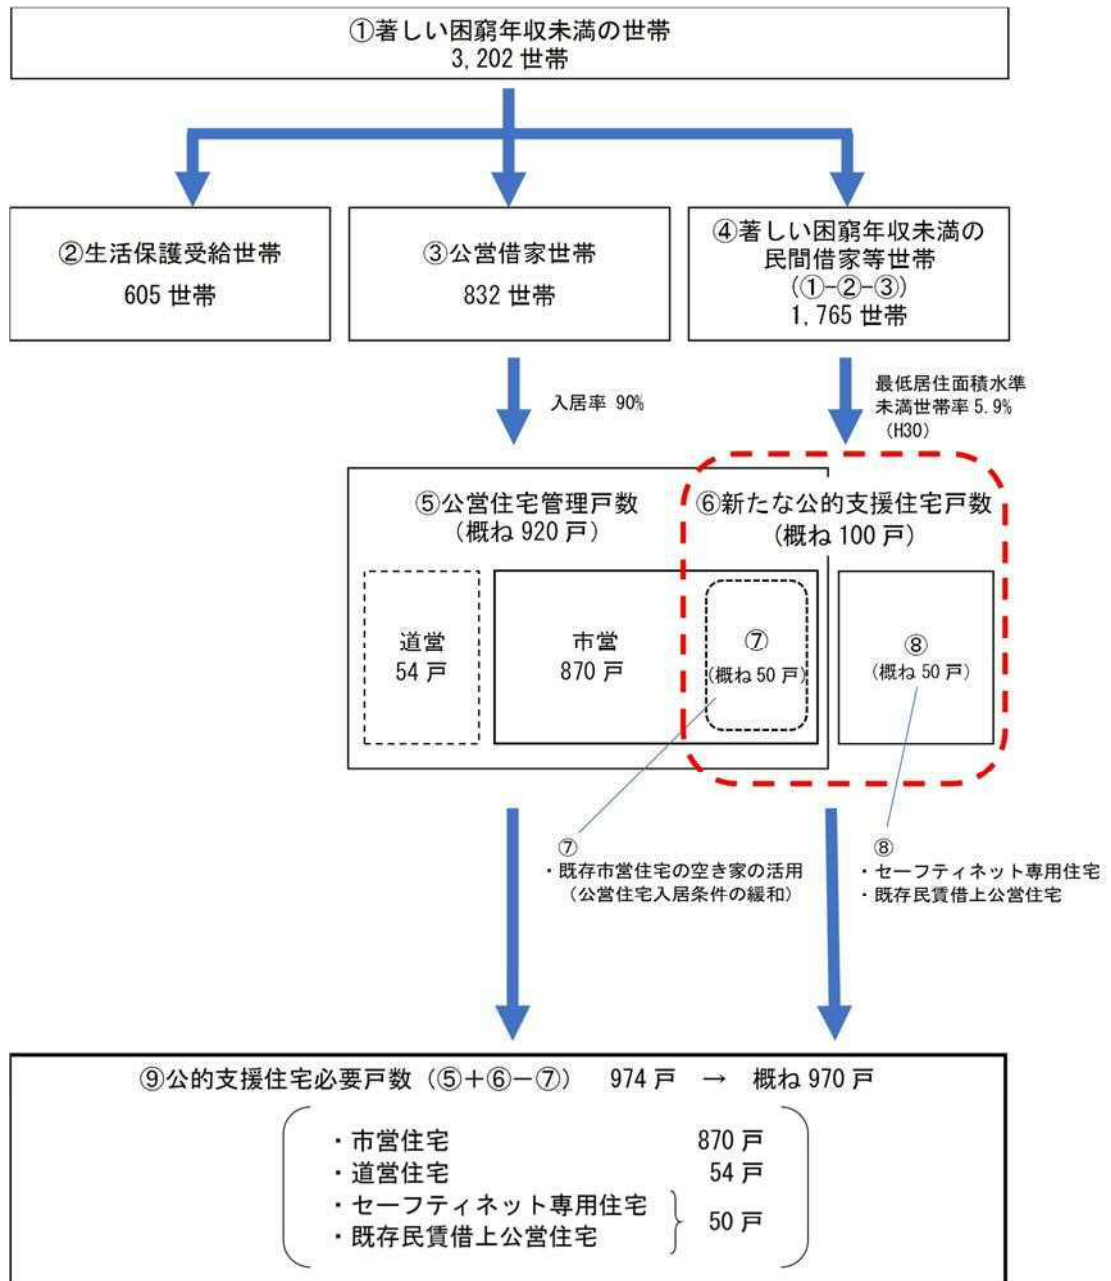 ①著しい困窮年収未満の世帯
3,202 世帯
②生活保護受給世帯
605 世帯
③公営借家世帯
832 世帯
④著しい困窮年収未満の
民間借家等世帯
(①-②-③)
1,765 世帯
入居率 90%
最低居住面積水準
未満世帯率 5.9%
(H30)
⑤公営住宅管理戸数
(概ね 920 戸)
⑥新たな公的支援住宅戸数
(概ね 100 戸)
道営
54 戸
市営
870 戸
⑦
(概ね 50 戸)
⑧
(概ね 50 戸)
⑦
・既存市営住宅の空き家の活用
(公営住宅入居条件の緩和)
⑧
・セーフティネット専用住宅
・既存民賃借上公営住宅
⑨公的支援住宅必要戸数(⑤+⑥-⑦) 974 戸 → 概ね 970 戸
・市営住宅 870 戸
・道営住宅 54 戸
・セーフティネット専用住宅
・既存民賃借上公営住宅
50 戸